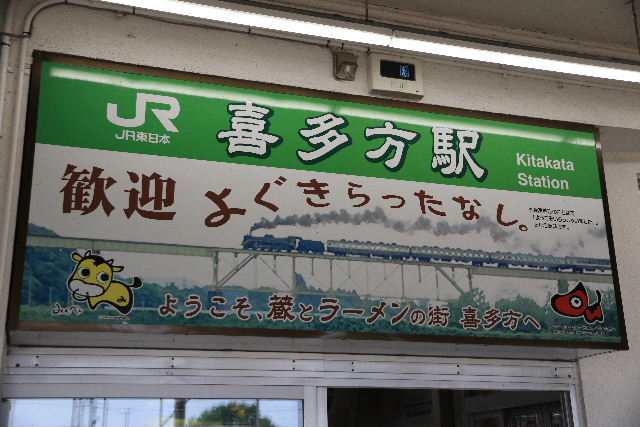 JR
JR東日本
喜多方駅
Kitakata
Station
歓迎 よぐきらったなし。
ようこそ、蔵とラーメンの街 喜多方へ